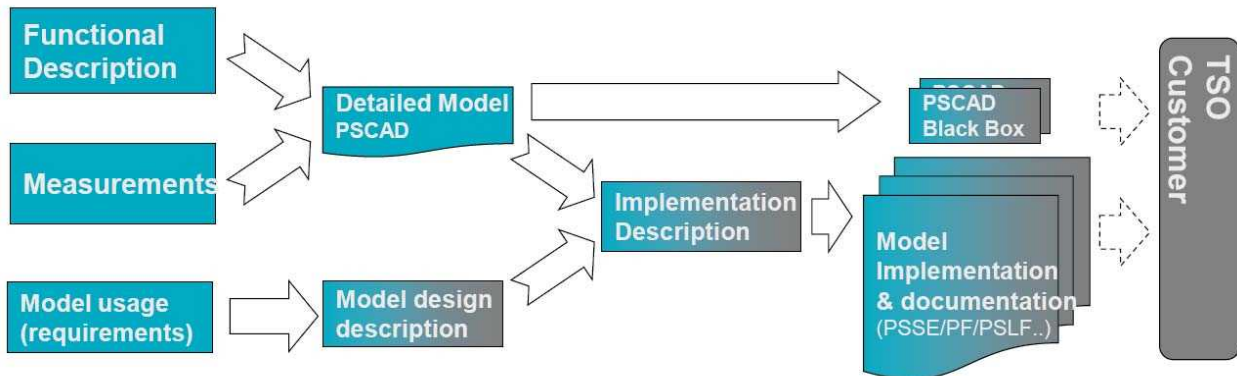 Functional
Description
Measurements
Model usage
(requirements)
Detailed Model
PSCAD
Model design
description
Implementation
Description
PSCAD
PSCAD
Black Box
Model
Implementation
& documentation
(PSSE/PF/PSLF..)
TSO
Customer